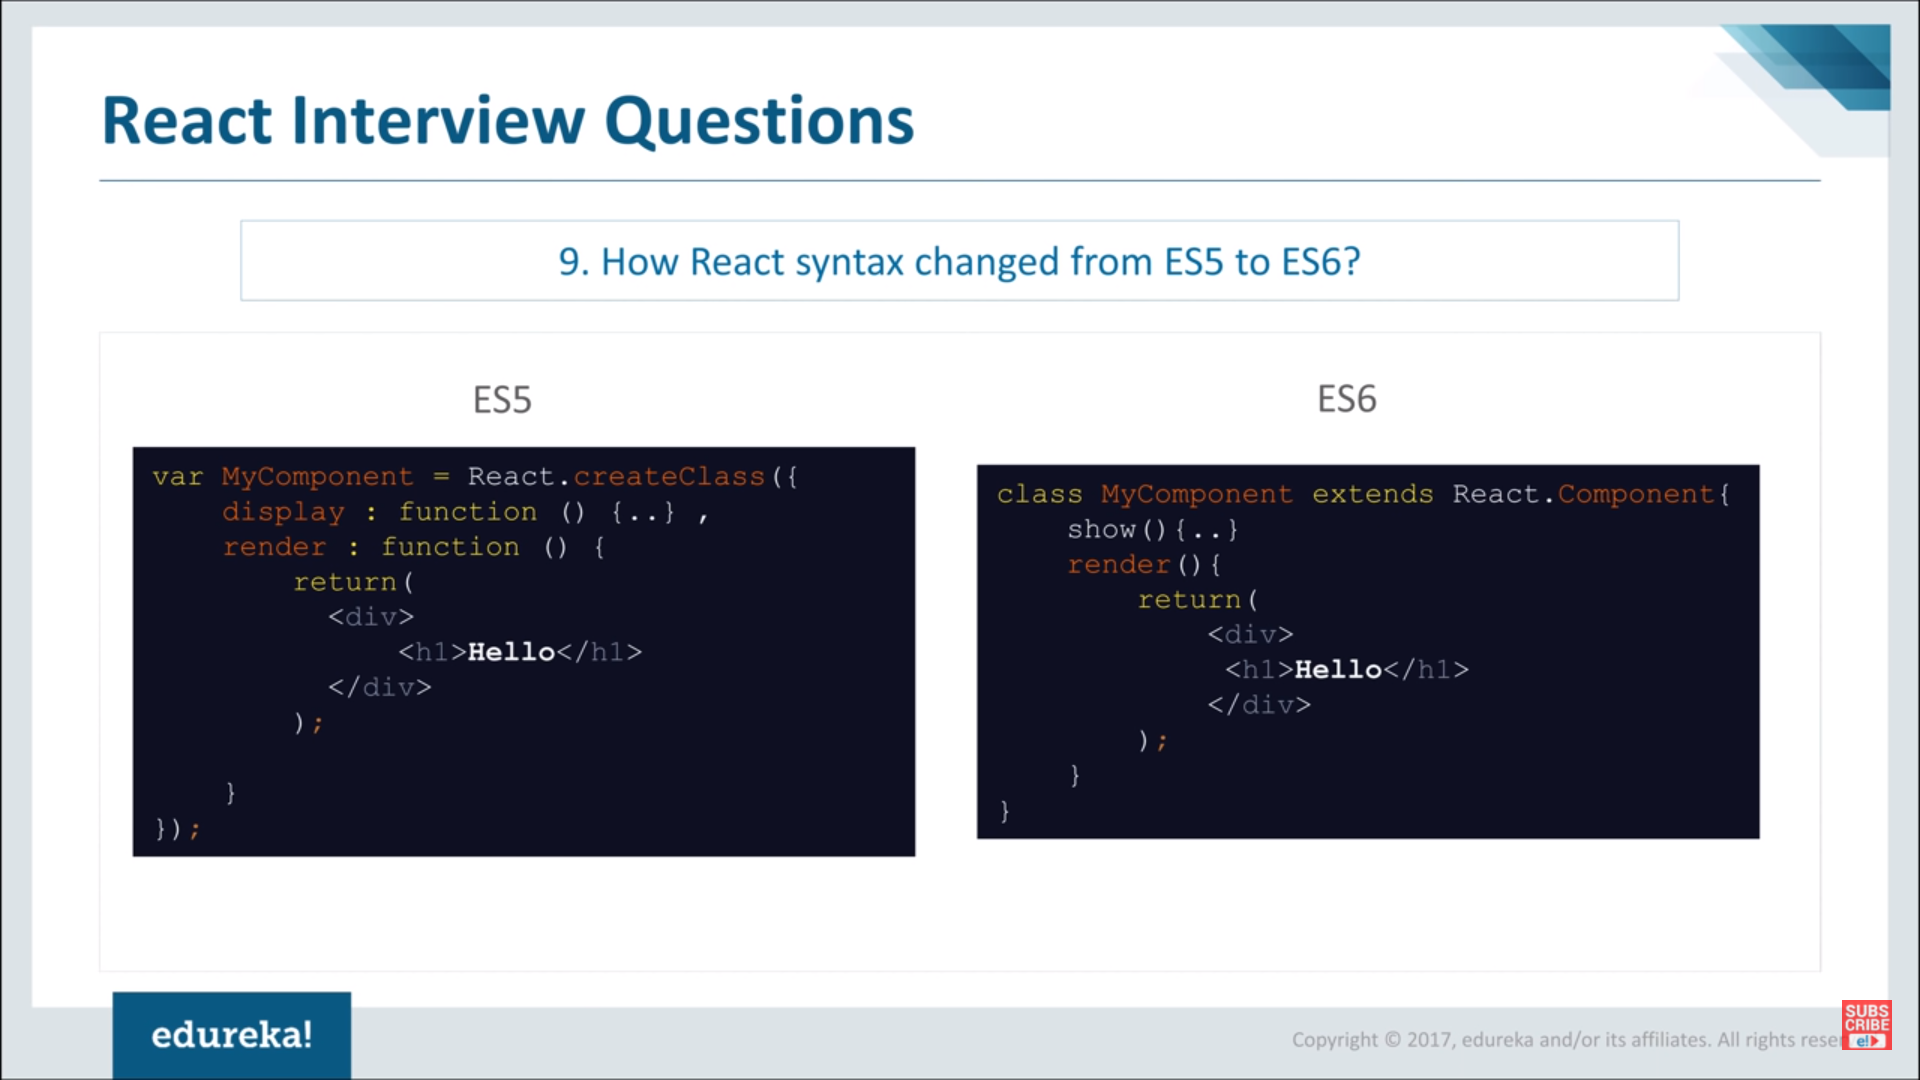 React Interview Questions
9. How React syntax changed from ES5 to ES6?
ES5
var MyComponent = React.createClass({
display : function () {..} ,
render : function () {
return(
<div>
<h1>Hello</h1>
</div>
);
}
});
ES6
class MyComponent extends React.Component{
show(){..}
render(){
return(
<div>
<h1>Hello</h1>
</div>
);
}
}
edureka!
Copyright © 2017, edureka and/or its affiliates. All rights rese
SUBS
CRIBE
e!